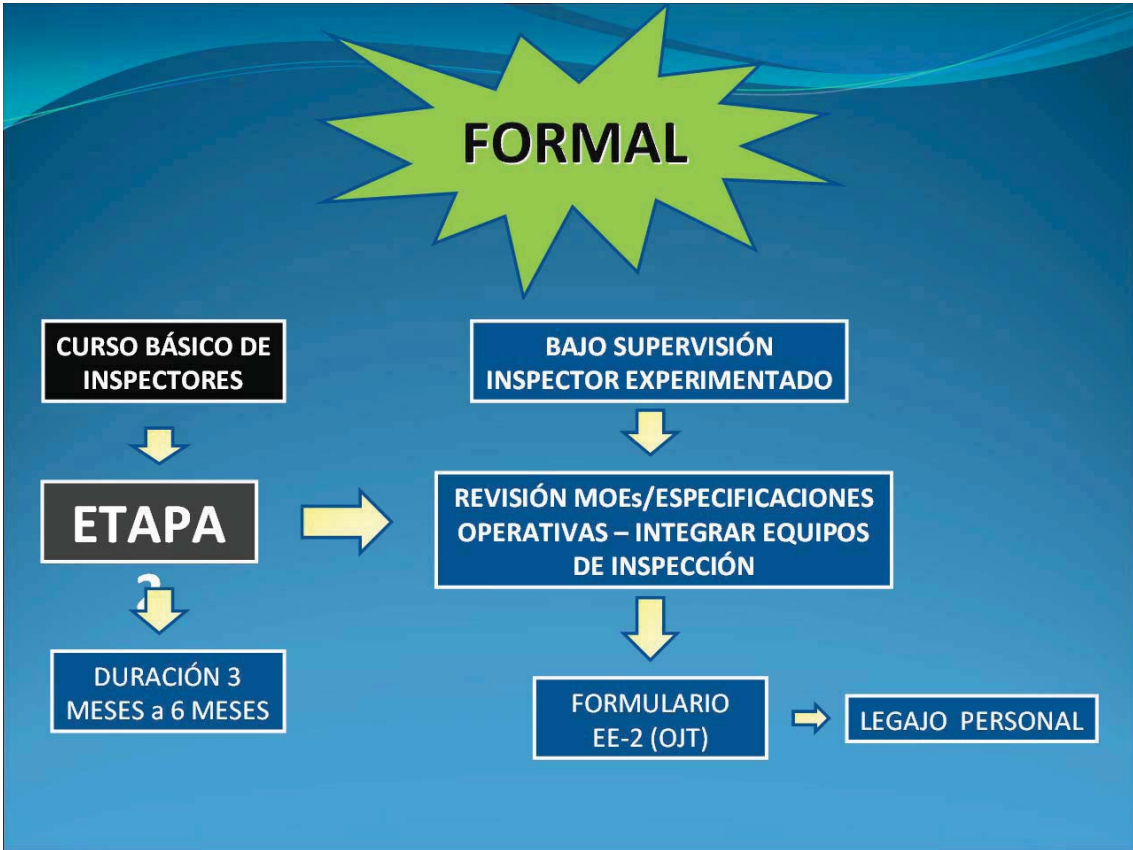 FORMAL
CURSO BÁSICO DE
INSPECTORES
ETAPA
2
DURACIÓN 3
MESES a 6 MESES
BAJO SUPERVISIÓN
INSPECTOR EXPERIMENTADO
REVISIÓN MOEs/ESPECIFICACIONES
OPERATIVAS – INTEGRAR EQUIPOS
DE INSPECCIÓN
FORMULARIO
EE-2 (OJT)
LEGAJO PERSONAL